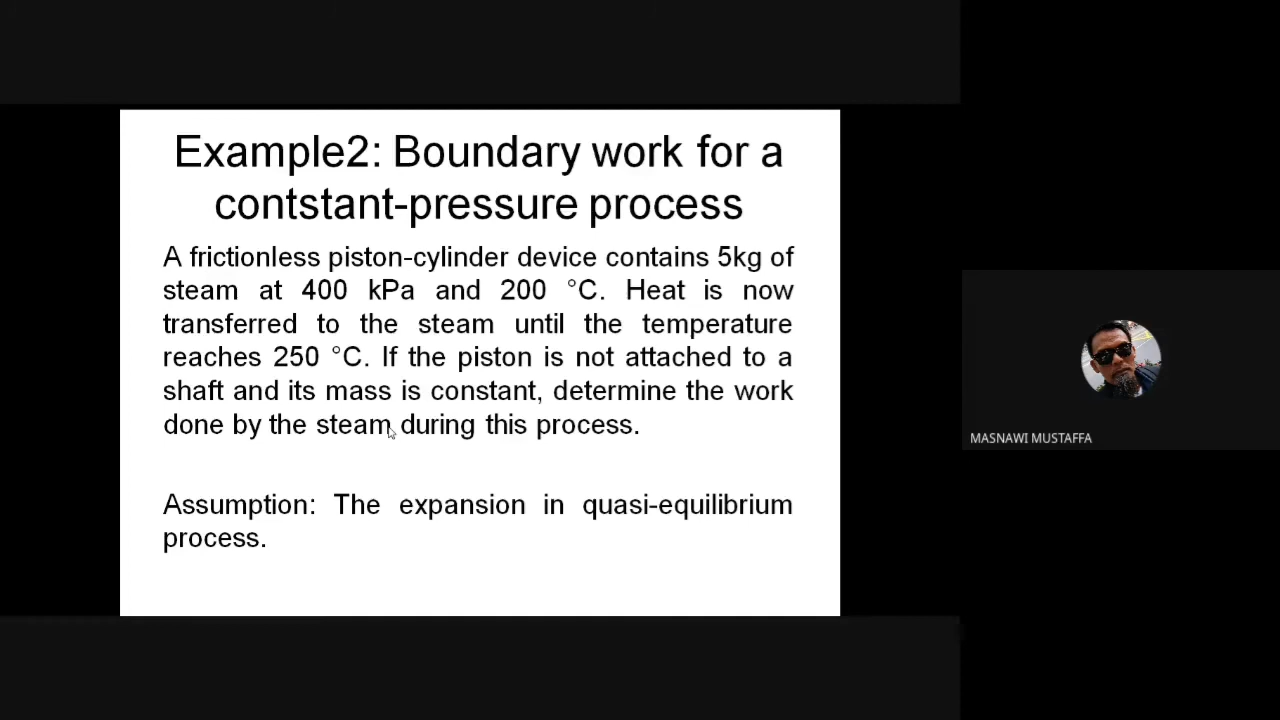 Example2: Boundary work for a
contstant-pressure process
A frictionless piston-cylinder device contains 5kg of
steam at 400 kPa and 200 °C. Heat is now
transferred to the steam until the temperature
reaches 250 °C. If the piston is not attached to a
shaft and its mass is constant, determine the work
done by the steam during this process.
Assumption: The expansion in quasi-equilibrium
process.
MASNAWI MUSTAFFA